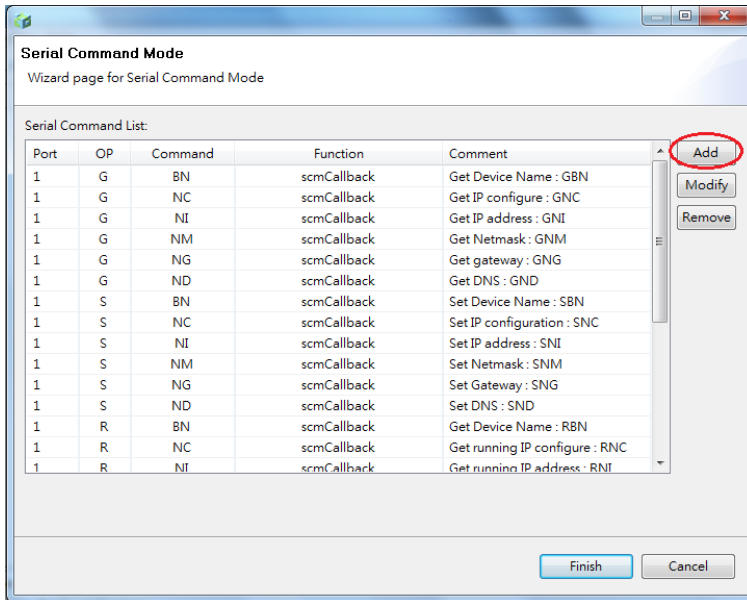 Serial Command Mode
Wizard page for Serial Command Mode
Serial Command List:
Port OP Command Function Comment
1 G BN scmCallback Get Device Name : GBN
1 G NC scmCallback Get IP configure : GNC
1 G NI scmCallback Get IP address : GNI
1 G NM scmCallback Get Netmask : GNM
1 G NG scmCallback Get gateway : GNG
1 G ND scmCallback Get DNS : GND
1 S BN scmCallback Set Device Name : SBN
1 S NC scmCallback Set IP configuration : SNC
1 S NI scmCallback Set IP address : SNI
1 S NM scmCallback Set Netmask : SNM
1 S NG scmCallback Set Gateway : SNG
1 S ND scmCallback Set DNS : SND
1 R BN scmCallback Get Device Name : RBN
1 R NC scmCallback Get running IP configure : RNC
1 R NI scmCallback Get running IP address : RNI
Add
Modify
Remove
Finish Cancel